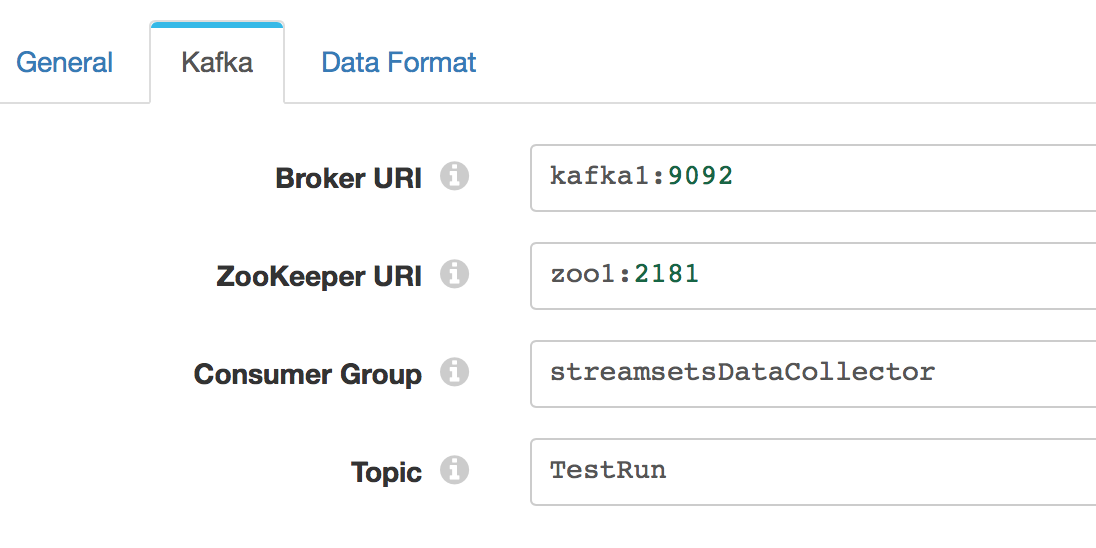 General Kafka Data Format
Broker URI kafka1:9092
ZooKeeper URI zoo1:2181
Consumer Group streamsetsDataCollector
Topic TestRun